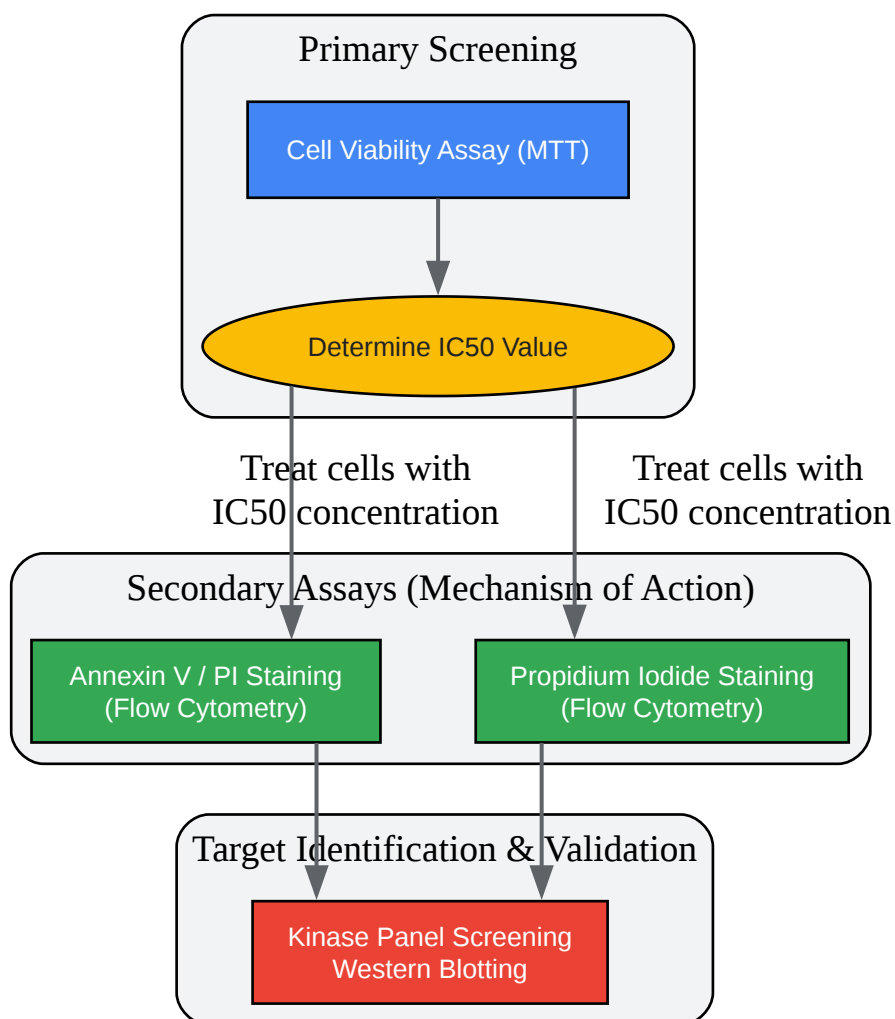 Primary Screening
Cell Viability Assay (MTT)
Determine IC50 Value
Treat cells with
IC50 concentration
Treat cells with
IC50 concentration
Secondary Assays (Mechanism of Action)
Annexin V / PI Staining
(Flow Cytometry)
Propidium Iodide Staining
(Flow Cytometry)
Target Identification & Validation
Kinase Panel Screening
Western Blotting